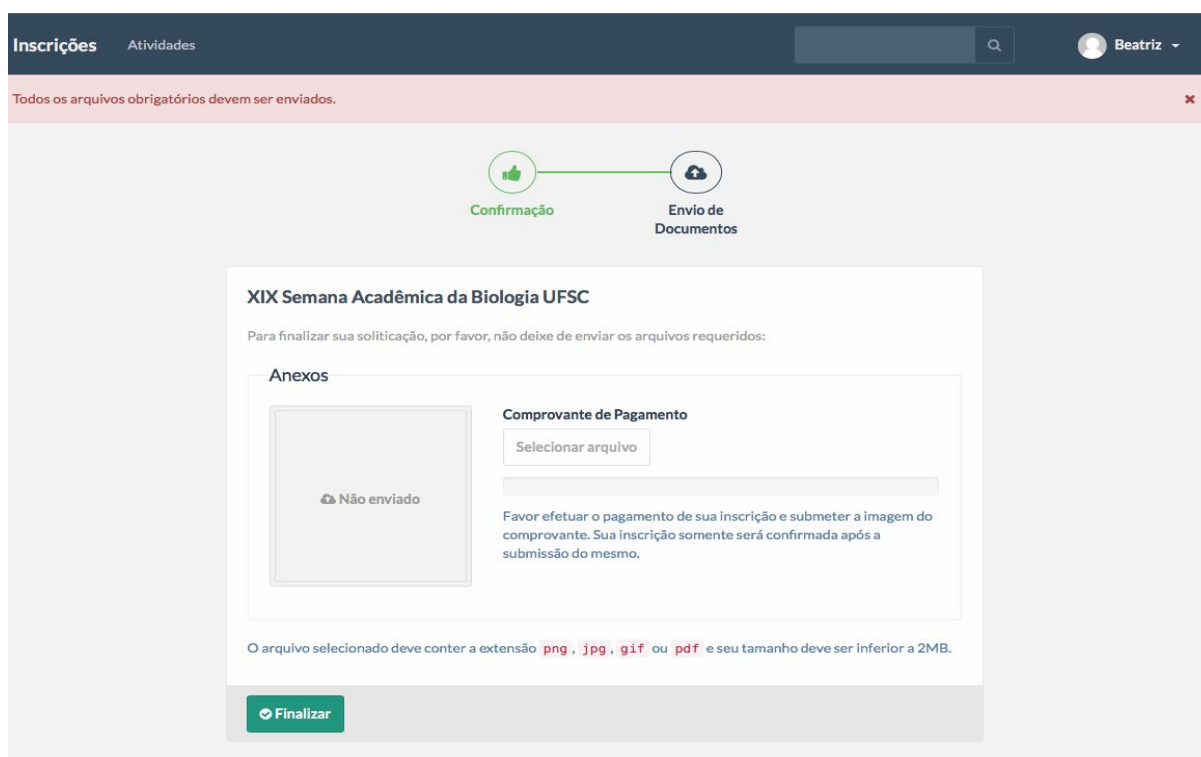 Inscrições Atividades Beatriz
Todos os arquivos obrigatórios devem ser enviados.
Confirmação
Envio de
Documentos
XIX Semana Acadêmica da Biologia UFSC
Para finalizar sua soliticação, por favor, não deixe de enviar os arquivos requeridos:
Anexos
Não enviado
Comprovante de Pagamento
Selecionar arquivo
Favor efetuar o pagamento de sua inscrição e submeter a imagem do
comprovante. Sua inscrição somente será confirmada após a
submissão do mesmo.
O arquivo selecionado deve conter a extensão png, jpg, gif ou pdf e seu tamanho deve ser inferior a 2MB.
Finalizar